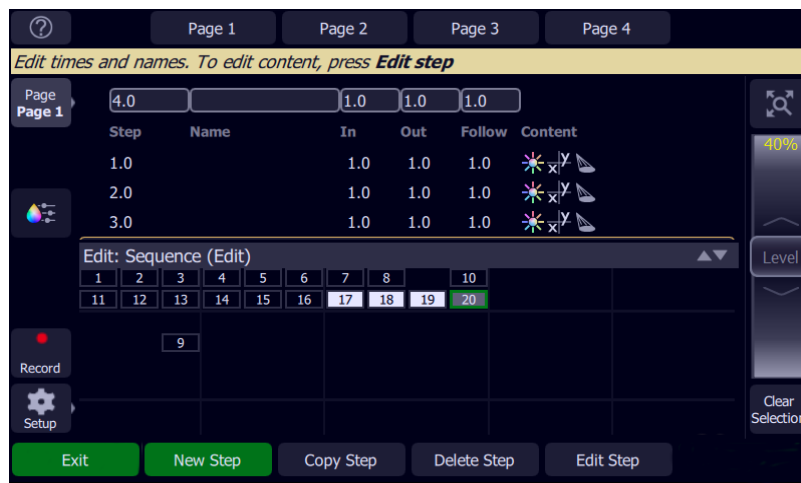 Page 1 Page 2 Page 3 Page 4
Edit times and names. To edit content, press Edit step
Page
Page 1
4.0 1.0 1.0 1.0
Step Name In Out Follow Content
1.0 1.0 1.0 1.0 x y
2.0 1.0 1.0 1.0 x y
3.0 1.0 1.0 1.0 x y
40%
Level
Edit: Sequence (Edit)
1 2 3 4 5 6 7 8 10
11 12 13 14 15 16 17 18 19 20
9
Record
Setup
Clear
Selection
Exit New Step Copy Step Delete Step Edit Step